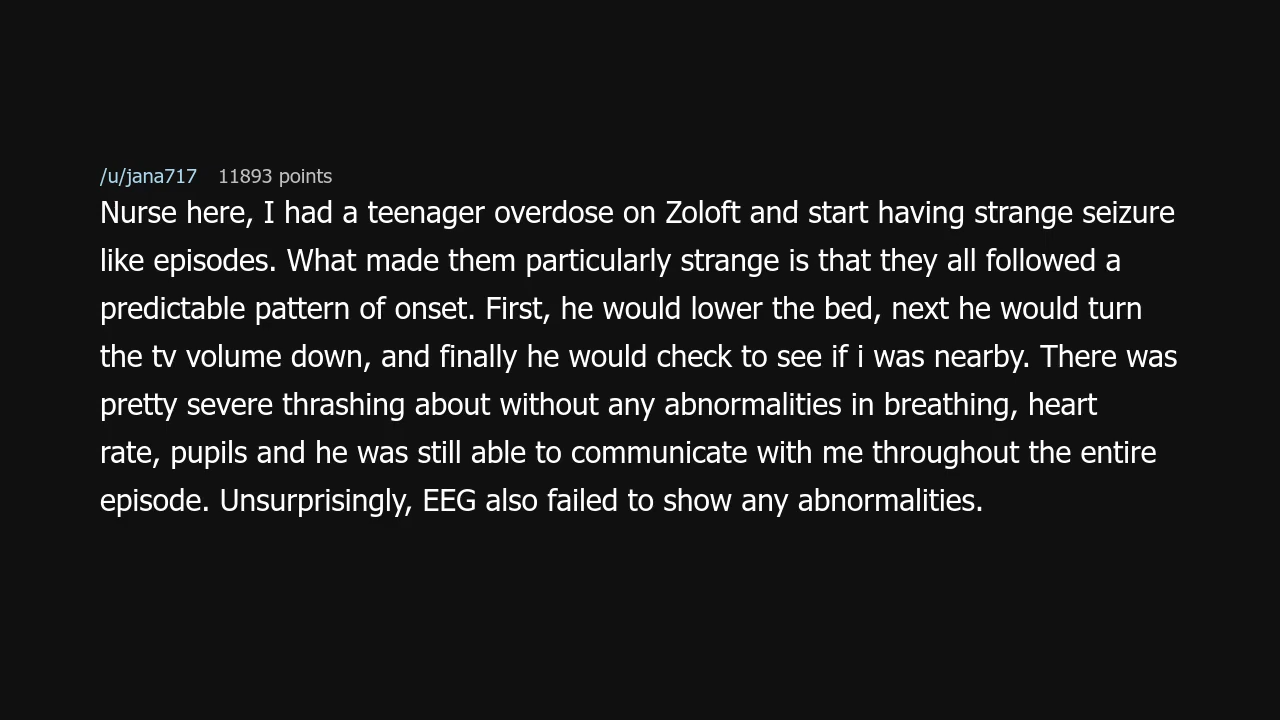 /u/jana717 11893 points
Nurse here, I had a teenager overdose on Zoloft and start having strange seizure
like episodes. What made them particularly strange is that they all followed a
predictable pattern of onset. First, he would lower the bed, next he would turn
the tv volume down, and finally he would check to see if i was nearby. There was
pretty severe thrashing about without any abnormalities in breathing, heart
rate, pupils and he was still able to communicate with me throughout the entire
episode. Unsurprisingly, EEG also failed to show any abnormalities.